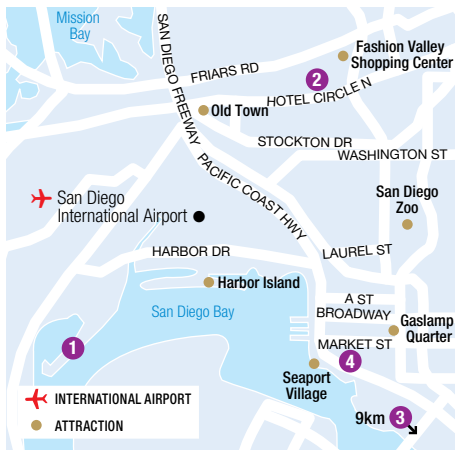 Mission
Bay
SAN DIEGO FREEWAY
Fashion Valley
Shopping Center
FRIARS RD
2
HOTEL CIRCLE N
Old Town
STOCKTON DR
WASHINGTON ST
PACIFIC COAST HWY
San Diego
International Airport
San Diego
Zoo
HARBOR DR
LAUREL ST
Harbor Island
San Diego Bay
A ST
BROADWAY
Gaslamp
Quarter
MARKET ST
1
4
Seaport
Village
9km 3
INTERNATIONAL AIRPORT
ATTRACTION